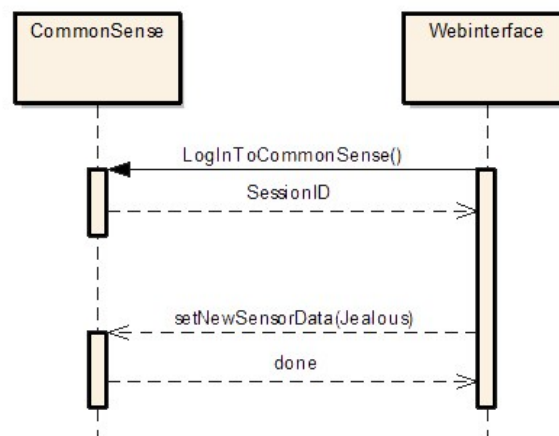 CommonSense
Webinterface
LogInToCommonSense()
SessionID
setNewSensorData(Jealous)
done